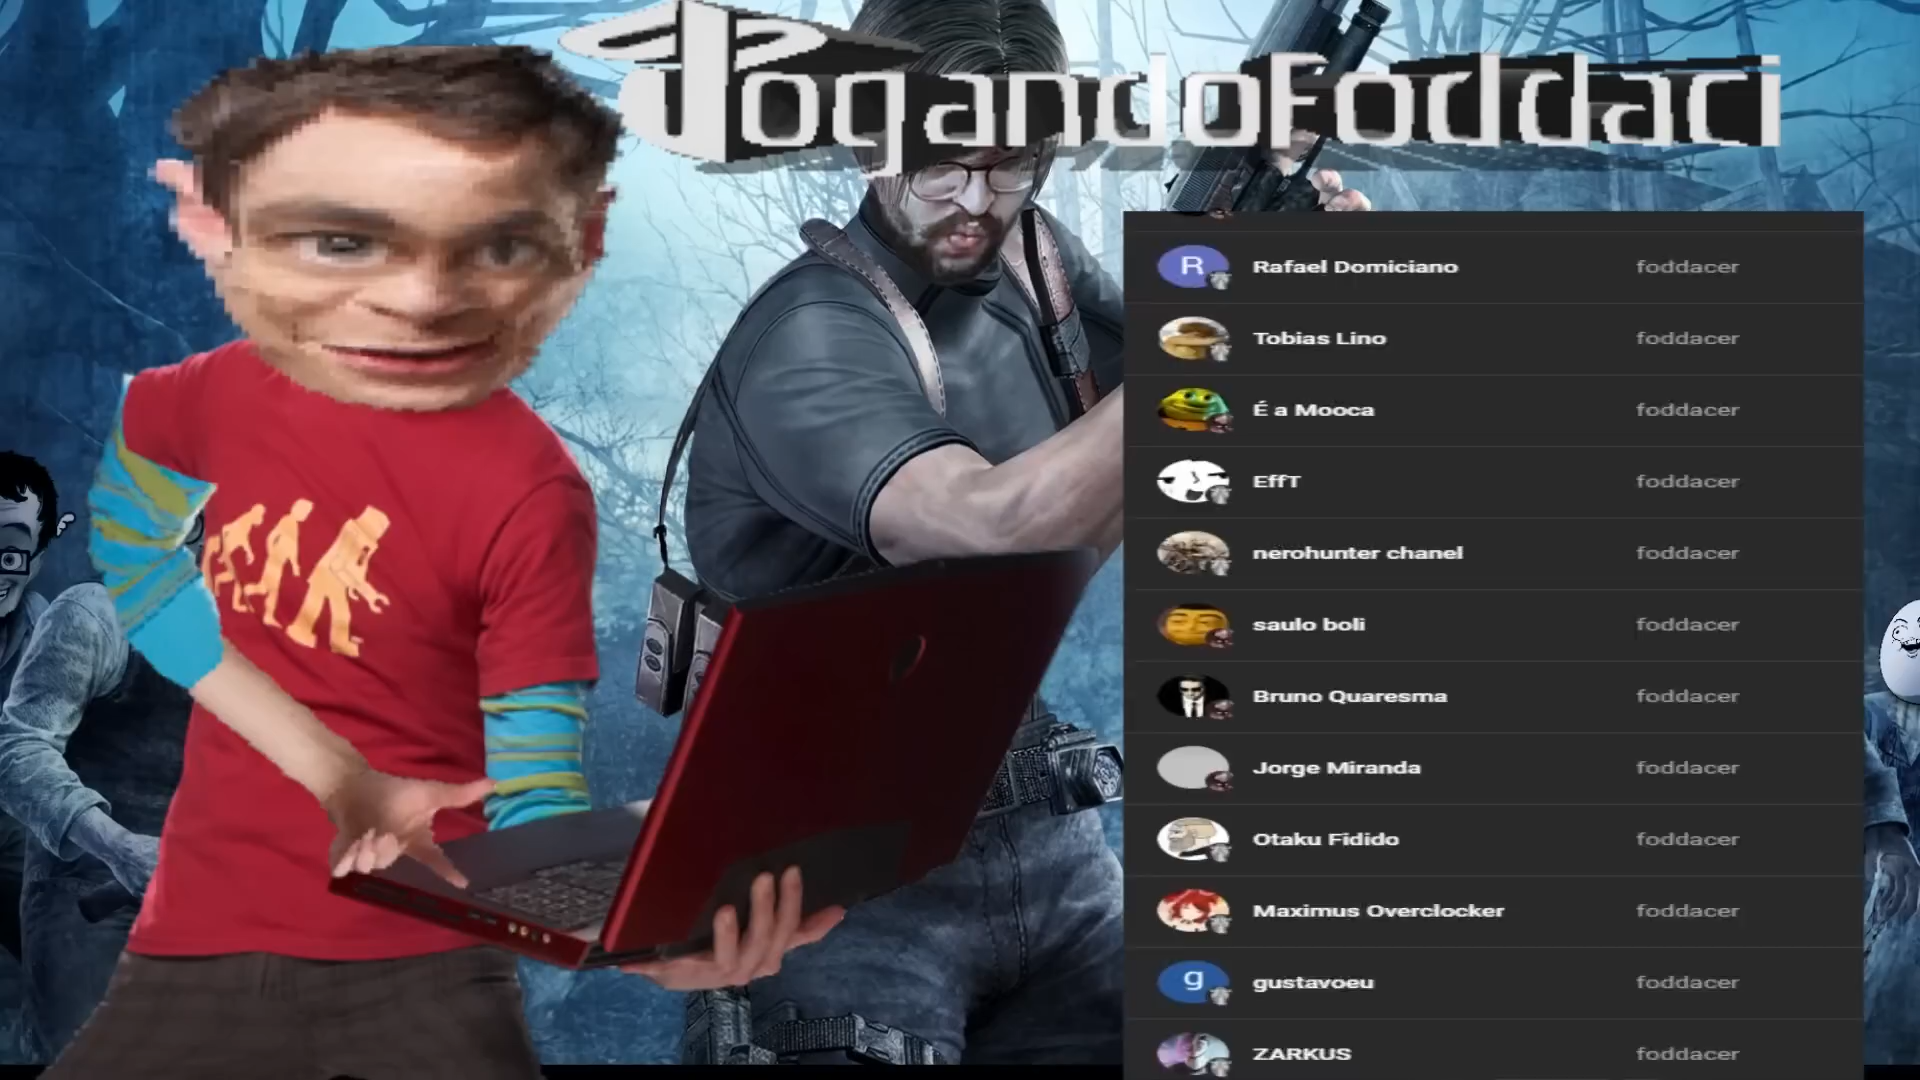 JogandoFoddaci
R Rafael Domiciano foddacer
Tobias Lino foddacer
É a Mooca foddacer
EffT foddacer
nerohunter chanel foddacer
saulo boli foddacer
Bruno Quaresma foddacer
Jorge Miranda foddacer
Otaku Fidido foddacer
Maximus Overclocker foddacer
g gustavoeu foddacer
ZARKUS foddacer